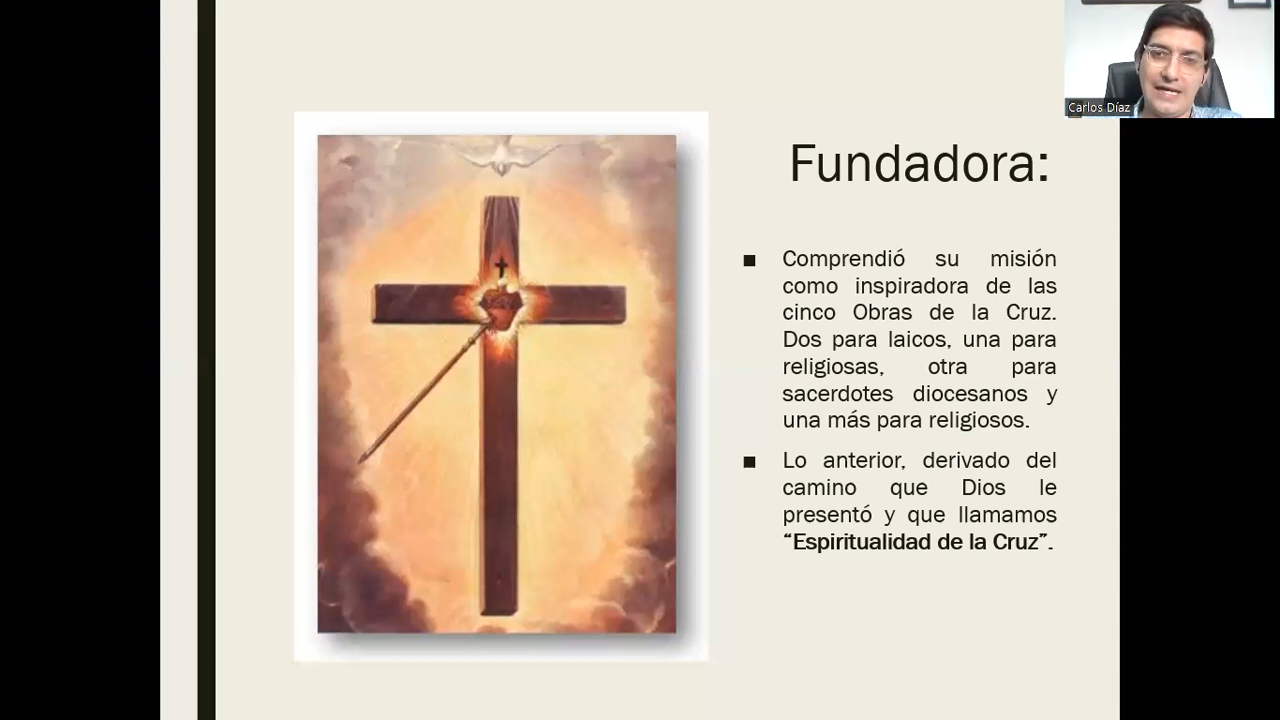 Carlos Díaz
Fundadora:
▪ Comprendió su misión
como inspiradora de las
cinco Obras de la Cruz.
Dos para laicos, una para
religiosas, otra para
sacerdotes diocesanos y
una más para religiosos.
▪ Lo anterior, derivado del
camino que Dios le
presentó y que llamamos
“Espiritualidad de la Cruz”.